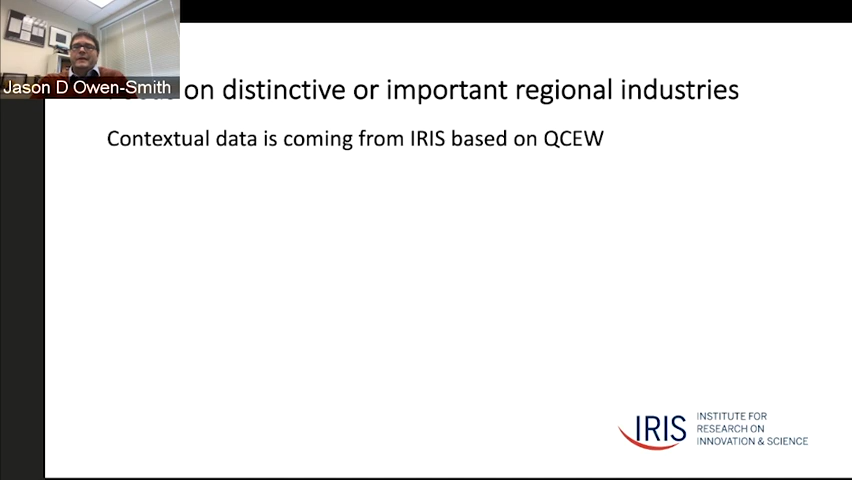 Jason D Owen-Smith
on distinctive or important regional industries
Contextual data is coming from IRIS based on QCEW
IRIS
INSTITUTE FOR
RESEARCH ON
INNOVATION & SCIENCE